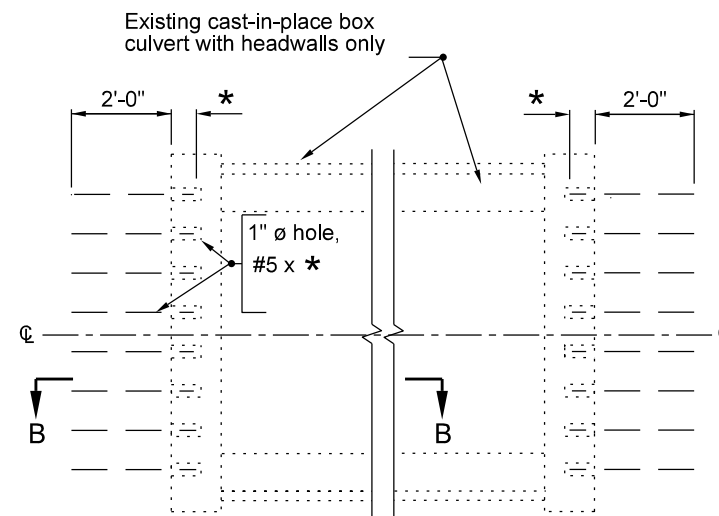 Existing cast-in-place box
culvert with headwalls only
2'-0" * * 2'-0"
1" ø hole,
#5 x *
℄
B B